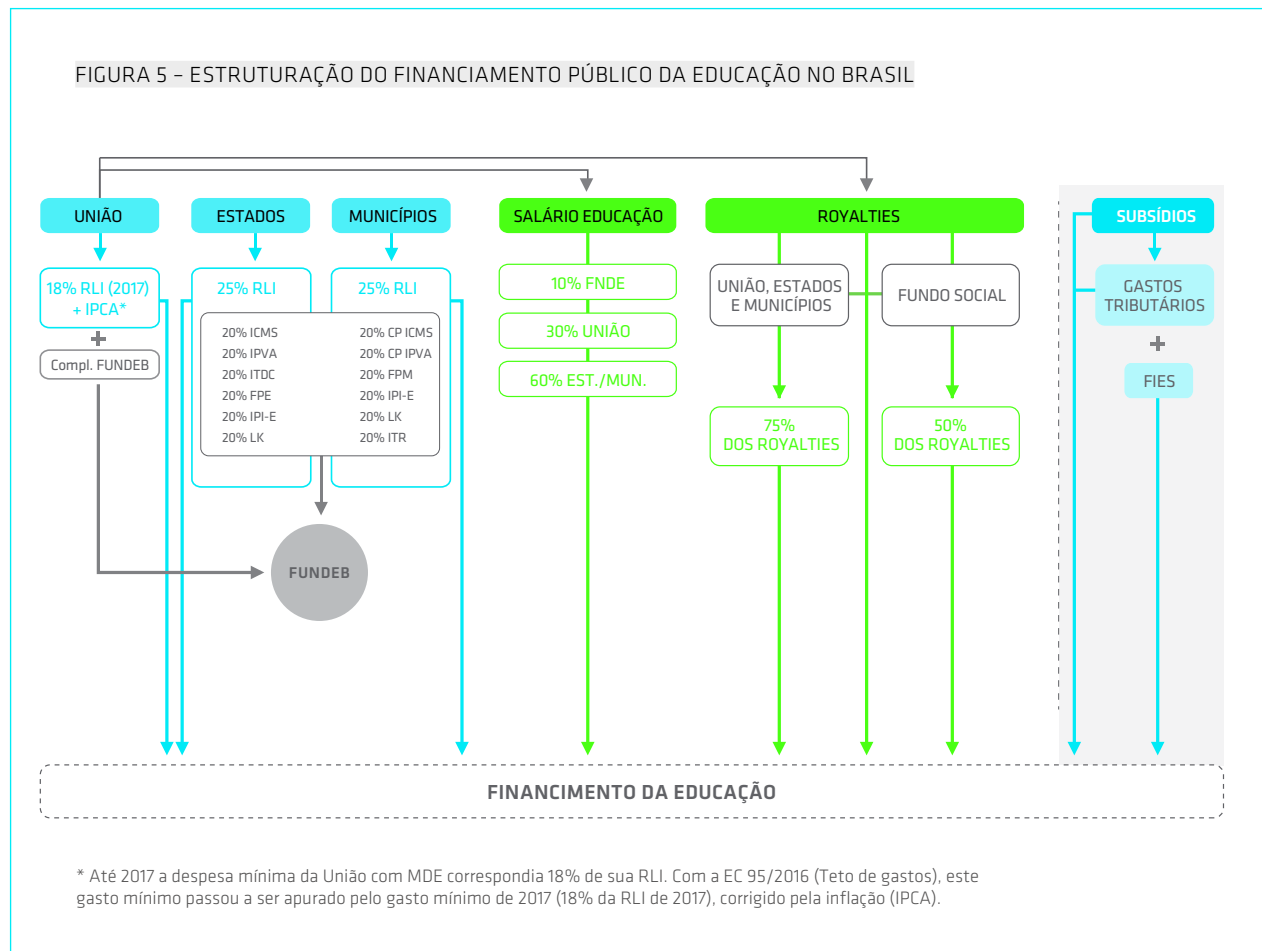 FIGURA 5 – ESTRUTURAÇÃO DO FINANCIAMENTO PÚBLICO DA EDUCAÇÃO NO BRASIL
UNIÃO
18% RLI (2017)
+ IPCA*
+
Compl. FUNDEB
ESTADOS
25% RLI
20% ICMS
20% IPVA
20% ITDC
20% FPE
20% IPI-E
20% LK
MUNICÍPIOS
25% RLI
20% CP ICMS
20% CP IPVA
20% FPM
20% IPI-E
20% LK
20% ITR
FUNDEB
SALÁRIO EDUCAÇÃO
10% FNDE
30% UNIÃO
60% EST./MUN.
ROYALTIES
UNIÃO, ESTADOS
E MUNICÍPIOS
75%
DOS ROYALTIES
FUNDO SOCIAL
50%
DOS ROYALTIES
SUBSÍDIOS
GASTOS
TRIBUTÁRIOS
+
FIES
FINANCIMENTO DA EDUCAÇÃO
* Até 2017 a despesa mínima da União com MDE correspondia 18% de sua RLI. Com a EC 95/2016 (Teto de gastos), este
gasto mínimo passou a ser apurado pelo gasto mínimo de 2017 (18% da RLI de 2017), corrigido pela inflação (IPCA).